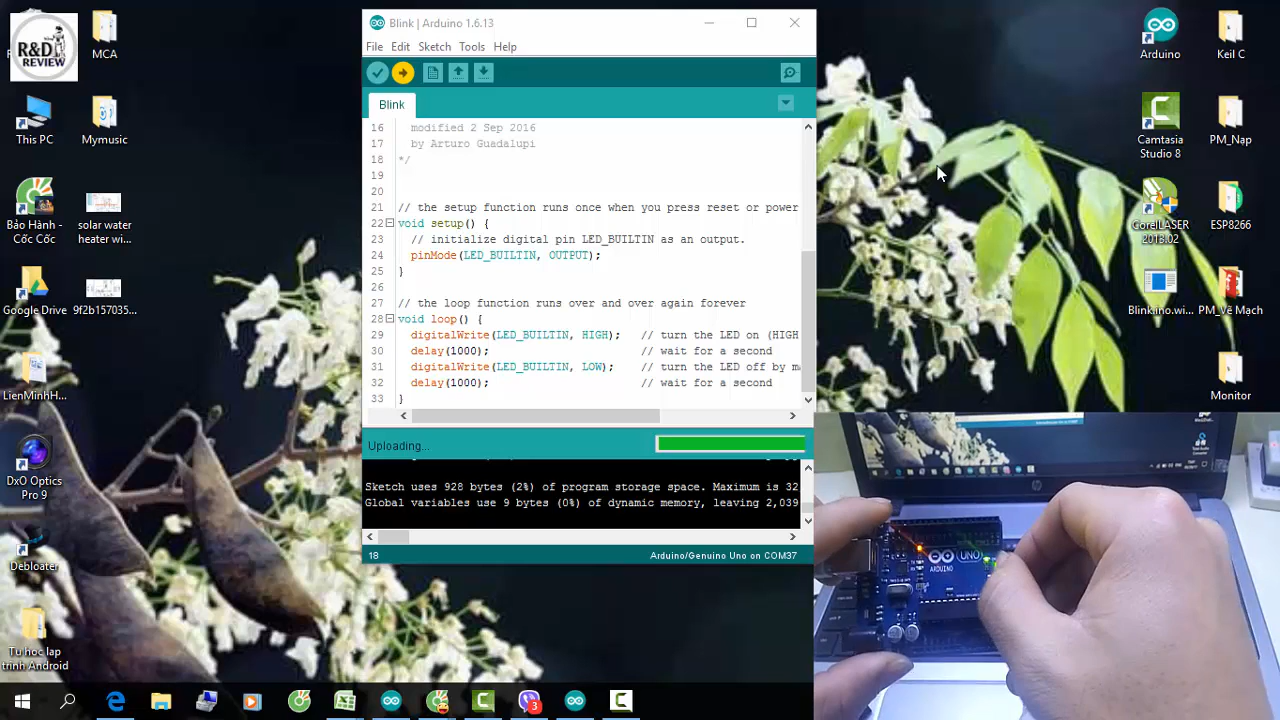 R&D
REVIEW
MCA
This PC
Mymusic
Bảo Hành -
Cốc Cốc
solar water
heater wi...
Google Drive
9f2b157035...
LienMinhH...
DxO Optics
Pro 9
Debloater
Tu hoc lap
trinh Android
Blink | Arduino 1.6.13
File Edit Sketch Tools Help
Blink
16 modified 2 Sep 2016
17 by Arturo Guadalupi
18 */
19
20
21 // the setup function runs once when you press reset or power
22 void setup() {
23 // initialize digital pin LED_BUILTIN as an output.
24 pinMode(LED_BUILTIN, OUTPUT);
25 }
26
27 // the loop function runs over and over again forever
28 void loop() {
29 digitalWrite(LED_BUILTIN, HIGH); // turn the LED on (HIGH
30 delay(1000); // wait for a second
31 digitalWrite(LED_BUILTIN, LOW); // turn the LED off by m
32 delay(1000); // wait for a second
33 }
Uploading...
Sketch uses 928 bytes (2%) of program storage space. Maximum is 32
Global variables use 9 bytes (0%) of dynamic memory, leaving 2,039
18 Arduino/Genuino Uno on COM37
Arduino
Keil C
Camtasia
Studio 8
PM_Nạp
CorelLASER
2013.02
ESP8266
Blink.ino.wi...
PM_Vẽ Mạch
Monitor
UNO
ARDUINO
3